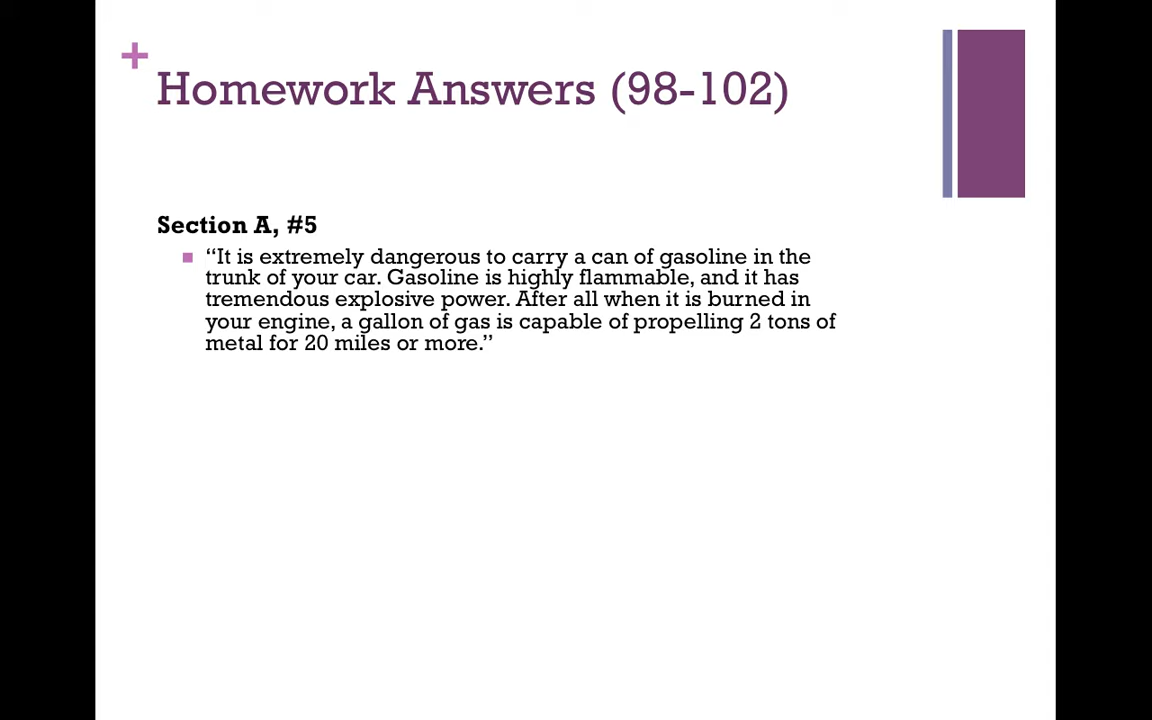 +
Homework Answers (98-102)
Section A, #5
“It is extremely dangerous to carry a can of gasoline in the
trunk of your car. Gasoline is highly flammable, and it has
tremendous explosive power. After all when it is burned in
your engine, a gallon of gas is capable of propelling 2 tons of
metal for 20 miles or more.”